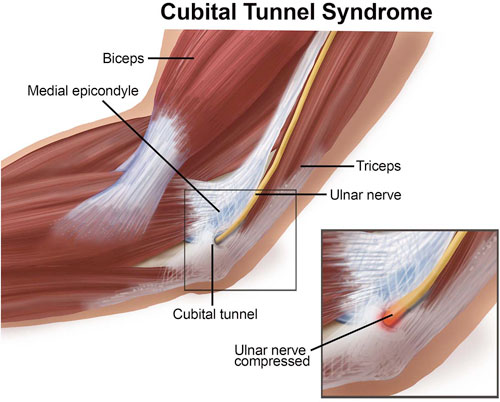 Cubital Tunnel Syndrome
Biceps
Medial epicondyle
Triceps
Ulnar nerve
Cubital tunnel
Ulnar nerve
compressed